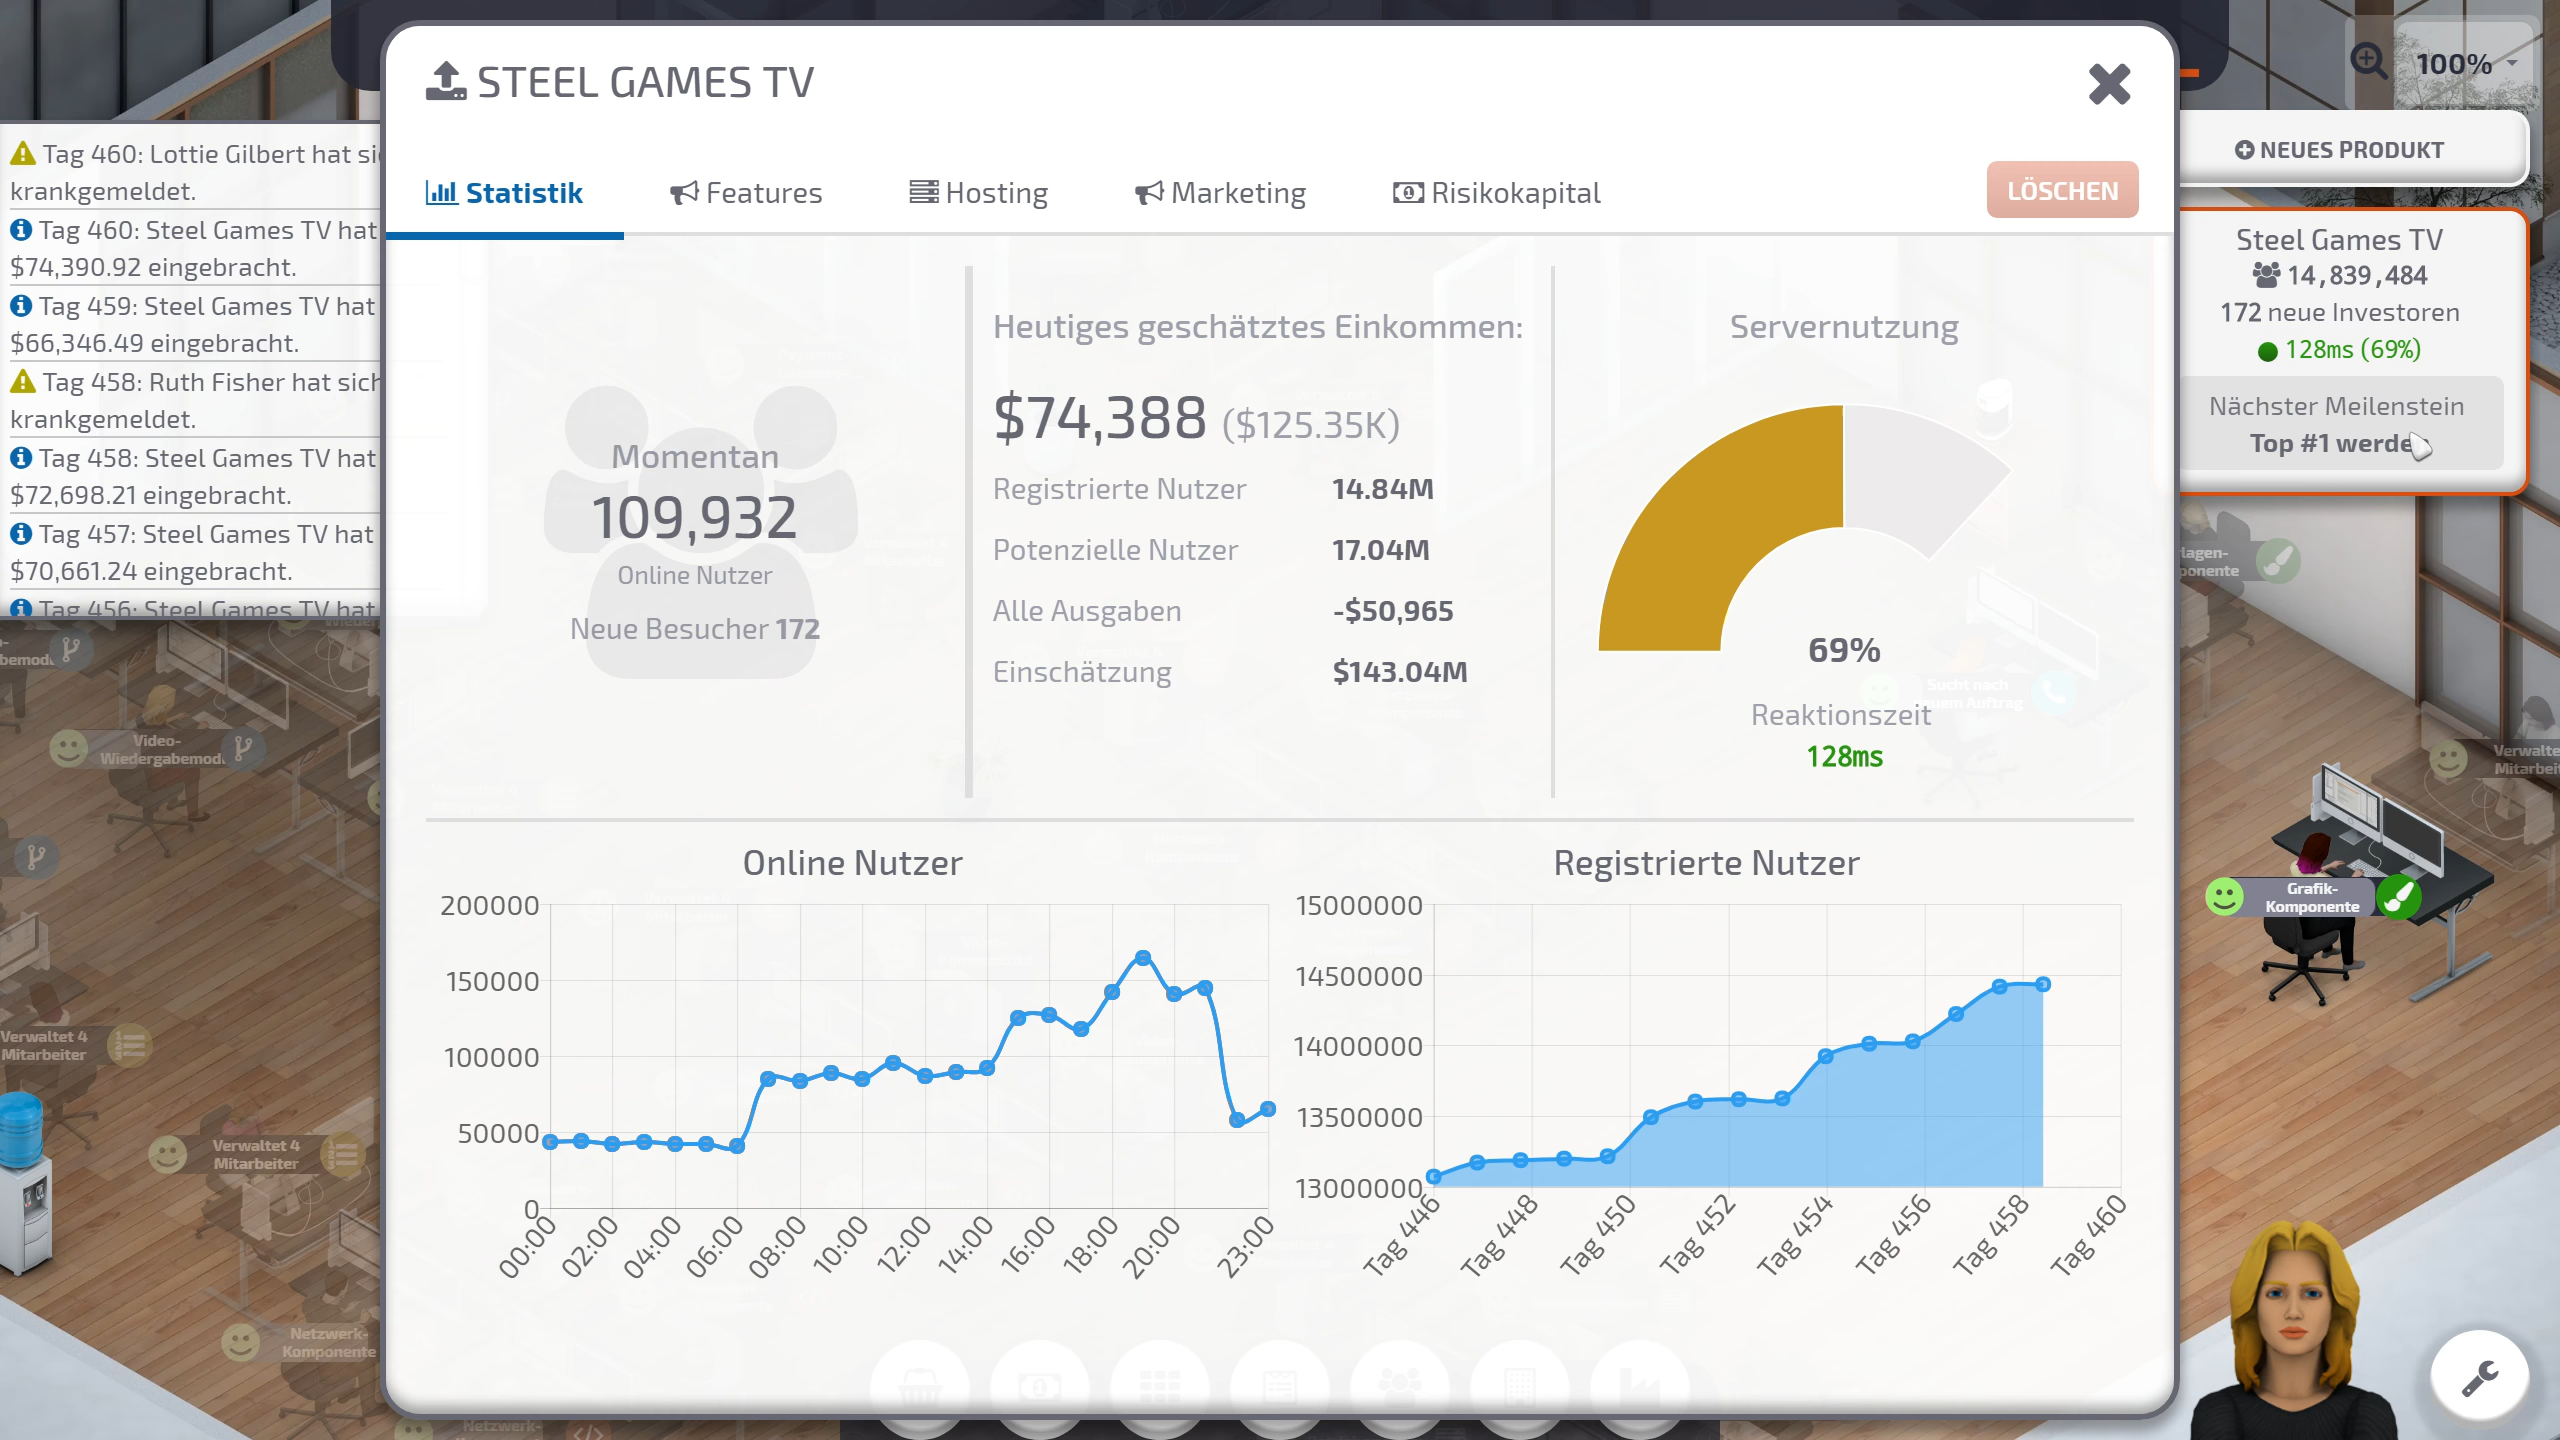 STEEL GAMES TV
100%
Statistik
Features
Hosting
Marketing
Risikokapital
LÖSCHEN
NEUES PRODUKT
Tag 460: Lottie Gilbert hat
krankgemeldet.
Tag 460: Steel Games TV hat
$74,390.92 eingebracht.
Tag 459: Steel Games TV hat
$66,346.49 eingebracht.
Tag 458: Ruth Fisher hat sich
krankgemeldet.
Tag 458: Steel Games TV hat
$72,698.21 eingebracht.
Tag 457: Steel Games TV hat
$70,661.24 eingebracht.
Tag 456: Steel Games TV hat
Momentan
109,932
Online Nutzer
Neue Besucher 172
Heutiges geschätztes Einkommen:
$74,388 ($125.35K)
Registrierte Nutzer 14.84M
Potenzielle Nutzer 17.04M
Alle Ausgaben -$50,965
Einschätzung $143.04M
Servernutzung
69%
Reaktionszeit
128ms
Steel Games TV
14,839,484
172 neue Investoren
128ms (69%)
Nächster Meilenstein
Top #1
Online Nutzer
200000
150000
100000
50000
0
00:00
02:00
04:00
06:00
08:00
10:00
12:00
14:00
16:00
18:00
20:00
23:00
Registrierte Nutzer
15000000
14500000
14000000
13500000
13000000
Tag 446
Tag 448
Tag 450
Tag 452
Tag 454
Tag 456
Tag 458
Tag 460
Video-
Verwaltet 4
Mitarbeiter
Verwaltet 4
Mitarbeiter
Netzwerk-
Komponente
Netzwerk-
Sucht nach
Grafik-
Komponente